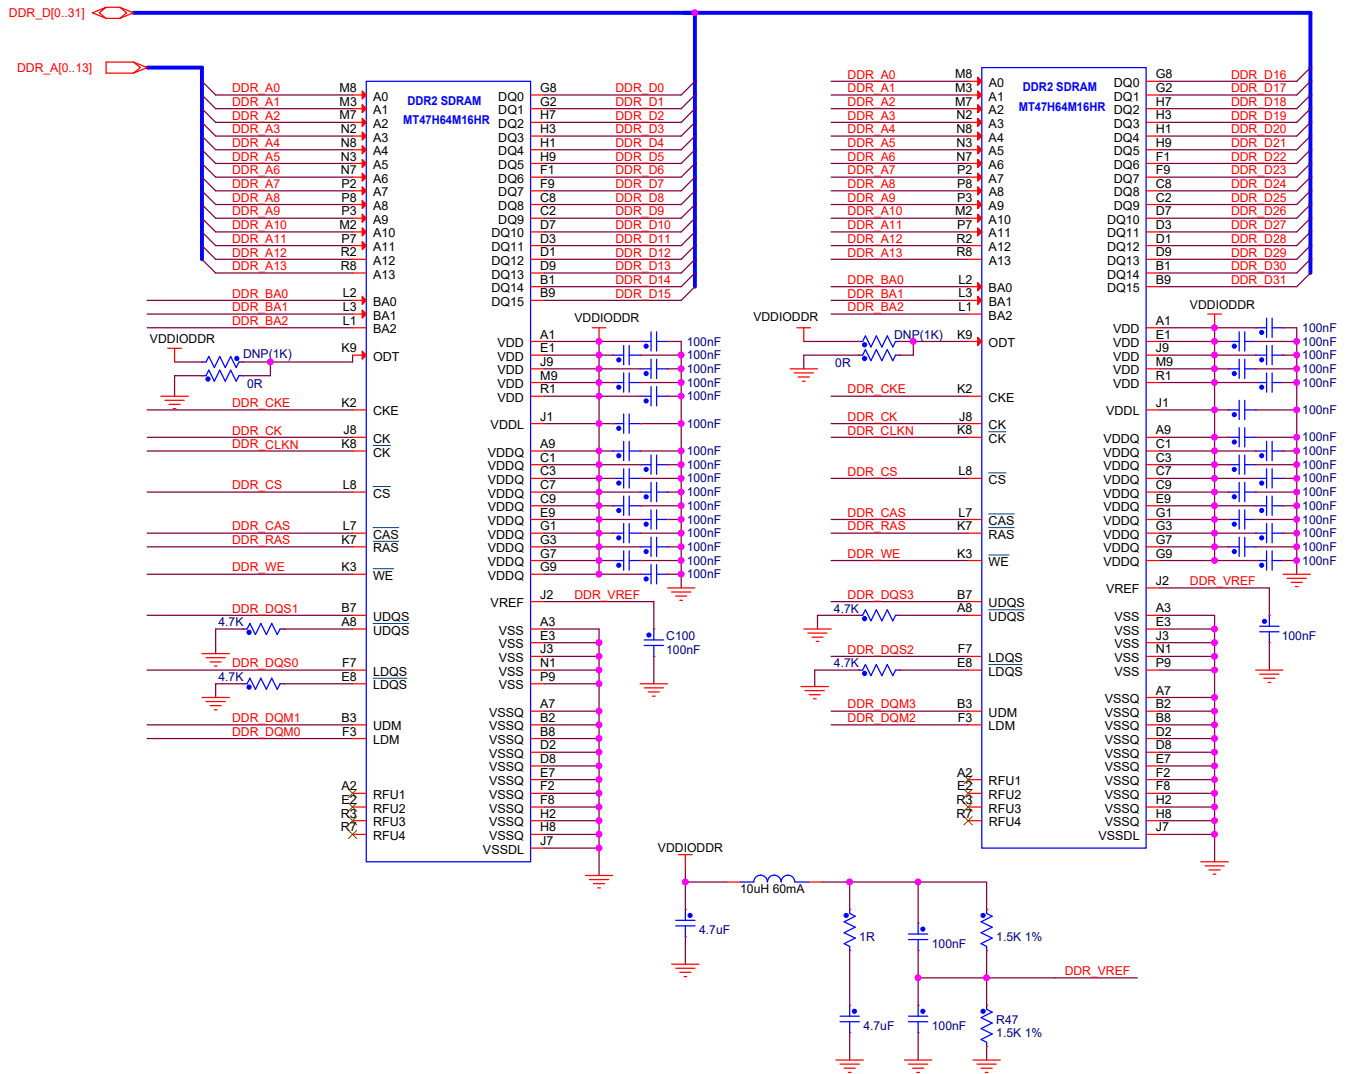 DDR_D[0..31]
DDR_A[0..13]
DDR_A0 M8 A0
DDR_A1 M3 A1
DDR_A2 M7 A2
DDR_A3 N2 A3
DDR_A4 N8 A4
DDR_A5 N3 A5
DDR_A6 N7 A6
DDR_A7 P2 A7
DDR_A8 P8 A8
DDR_A9 P3 A9
DDR_A10 M2 A10
DDR_A11 P7 A11
DDR_A12 R2 A12
DDR_A13 R8 A13
DDR_BA0 L2 BA0
DDR_BA1 L3 BA1
DDR_BA2 L1 BA2
VDDIODDR
DNP(1K)
0R
K9 ODT
DDR_CKE K2 CKE
DDR_CK J8 CK
DDR_CLKN K8 CK
DDR_CS L8 CS
DDR_CAS L7 CAS
DDR_RAS K7 RAS
DDR_WE K3 WE
DDR_DQS1 B7 UDQS
4.7K A8 UDQS
DDR_DQS0 F7 LDQS
4.7K E8 LDQS
DDR_DQM1 B3 UDM
DDR_DQM0 F3 LDM
A2 RFU1
E2 RFU2
R3 RFU3
R7 RFU4
DDR2 SDRAM
MT47H64M16HR
DQ0 G8 DDR_D0
DQ1 G2 DDR_D1
DQ2 H7 DDR_D2
DQ3 H3 DDR_D3
DQ4 H1 DDR_D4
DQ5 H9 DDR_D5
DQ6 F1 DDR_D6
DQ7 F9 DDR_D7
DQ8 C8 DDR_D8
DQ9 C2 DDR_D9
DQ10 D7 DDR_D10
DQ11 D3 DDR_D11
DQ12 D1 DDR_D12
DQ13 D9 DDR_D13
DQ14 B1 DDR_D14
DQ15 B9 DDR_D15
VDDIODDR
VDD A1 100nF
VDD E1 100nF
VDD J9 100nF
VDD M9 100nF
VDD R1 100nF
VDDL J1 100nF
VDDQ A9 100nF
VDDQ C1 100nF
VDDQ C3 100nF
VDDQ C7 100nF
VDDQ C9 100nF
VDDQ E9 100nF
VDDQ G1 100nF
VDDQ G3 100nF
VDDQ G7 100nF
VDDQ G9 100nF
VREF J2 DDR_VREF
C100
100nF
VSS A3
VSS E3
VSS J3
VSS N1
VSS P9
VSSQ A7
VSSQ B2
VSSQ B8
VSSQ D2
VSSQ D8
VSSQ E7
VSSQ F2
VSSQ F8
VSSQ H2
VSSQ H8
VSSDL J7
DDR_A0 M8 A0
DDR_A1 M3 A1
DDR_A2 M7 A2
DDR_A3 N2 A3
DDR_A4 N8 A4
DDR_A5 N3 A5
DDR_A6 N7 A6
DDR_A7 P2 A7
DDR_A8 P8 A8
DDR_A9 P3 A9
DDR_A10 M2 A10
DDR_A11 P7 A11
DDR_A12 R2 A12
DDR_A13 R8 A13
DDR_BA0 L2 BA0
DDR_BA1 L3 BA1
DDR_BA2 L1 BA2
VDDIODDR
DNP(1K)
0R
K9 ODT
DDR_CKE K2 CKE
DDR_CK J8 CK
DDR_CLKN K8 CK
DDR_CS L8 CS
DDR_CAS L7 CAS
DDR_RAS K7 RAS
DDR_WE K3 WE
DDR_DQS3 B7 UDQS
4.7K A8 UDQS
DDR_DQS2 F7 LDQS
4.7K E8 LDQS
DDR_DQM3 B3 UDM
DDR_DQM2 F3 LDM
A2 RFU1
E2 RFU2
R3 RFU3
R7 RFU4
DDR2 SDRAM
MT47H64M16HR
DQ0 G8 DDR_D16
DQ1 G2 DDR_D17
DQ2 H7 DDR_D18
DQ3 H3 DDR_D19
DQ4 H1 DDR_D20
DQ5 H9 DDR_D21
DQ6 F1 DDR_D22
DQ7 F9 DDR_D23
DQ8 C8 DDR_D24
DQ9 C2 DDR_D25
DQ10 D7 DDR_D26
DQ11 D3 DDR_D27
DQ12 D1 DDR_D28
DQ13 D9 DDR_D29
DQ14 B1 DDR_D30
DQ15 B9 DDR_D31
VDDIODDR
VDD A1 100nF
VDD E1 100nF
VDD J9 100nF
VDD M9 100nF
VDD R1 100nF
VDDL J1 100nF
VDDQ A9 100nF
VDDQ C1 100nF
VDDQ C3 100nF
VDDQ C7 100nF
VDDQ C9 100nF
VDDQ E9 100nF
VDDQ G1 100nF
VDDQ G3 100nF
VDDQ G7 100nF
VDDQ G9 100nF
VREF J2 DDR_VREF
100nF
VSS A3
VSS E3
VSS J3
VSS N1
VSS P9
VSSQ A7
VSSQ B2
VSSQ B8
VSSQ D2
VSSQ D8
VSSQ E7
VSSQ F2
VSSQ F8
VSSQ H2
VSSQ H8
VSSDL J7
VDDIODDR
10uH 60mA
4.7uF
1R
100nF
1.5K 1%
DDR_VREF
4.7uF
100nF
R47
1.5K 1%